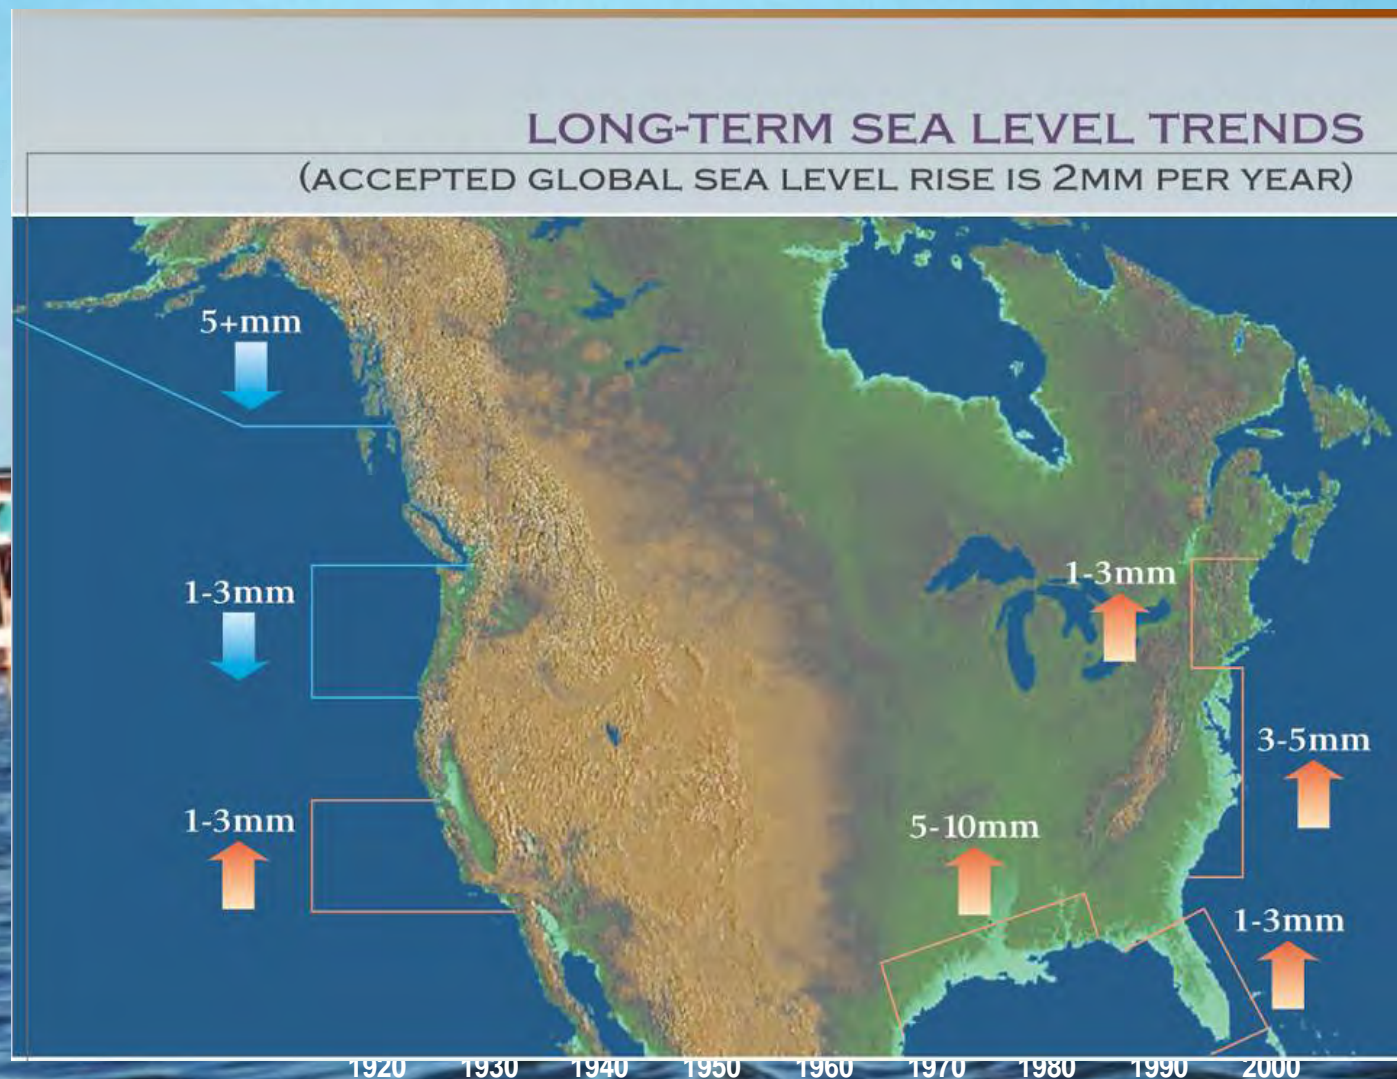 LONG-TERM SEA LEVEL TRENDS
(ACCEPTED GLOBAL SEA LEVEL RISE IS 2MM PER YEAR)
5+mm
1-3mm
1-3mm
1-3mm
3-5mm
5-10mm
1-3mm
1920 1930 1940 1950 1960 1970 1980 1990 2000